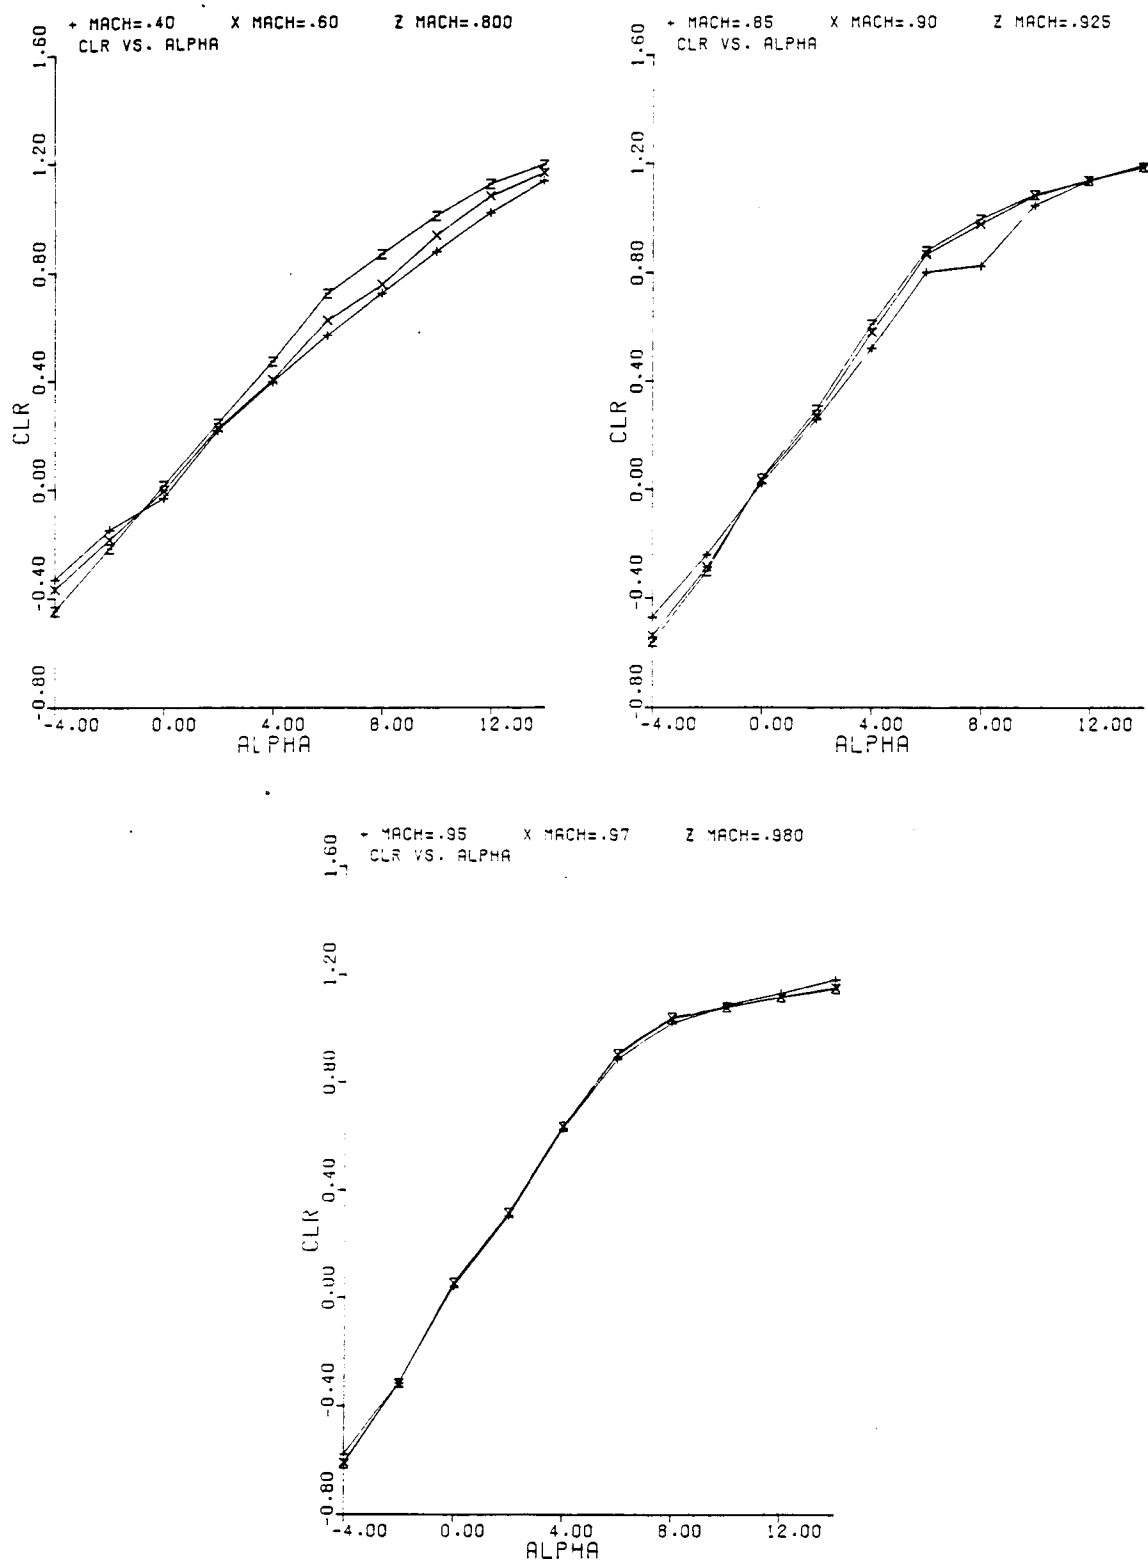 + MACH=.40 X MACH=.60 Z MACH=.800
CLR VS. ALPHA
1.60
1.20
0.80
0.40
0.00
-0.40
-0.80
CLR
-4.00 0.00 4.00 8.00 12.00
ALPHA
+ MACH=.85 X MACH=.90 Z MACH=.925
CLR VS. ALPHA
1.60
1.20
0.80
0.40
0.00
-0.40
-0.80
CLR
-4.00 0.00 4.00 8.00 12.00
ALPHA
+ MACH=.95 X MACH=.97 Z MACH=.980
CLR VS. ALPHA
1.60
1.20
0.80
0.40
0.00
-0.40
-0.80
CLR
-4.00 0.00 4.00 8.00 12.00
ALPHA